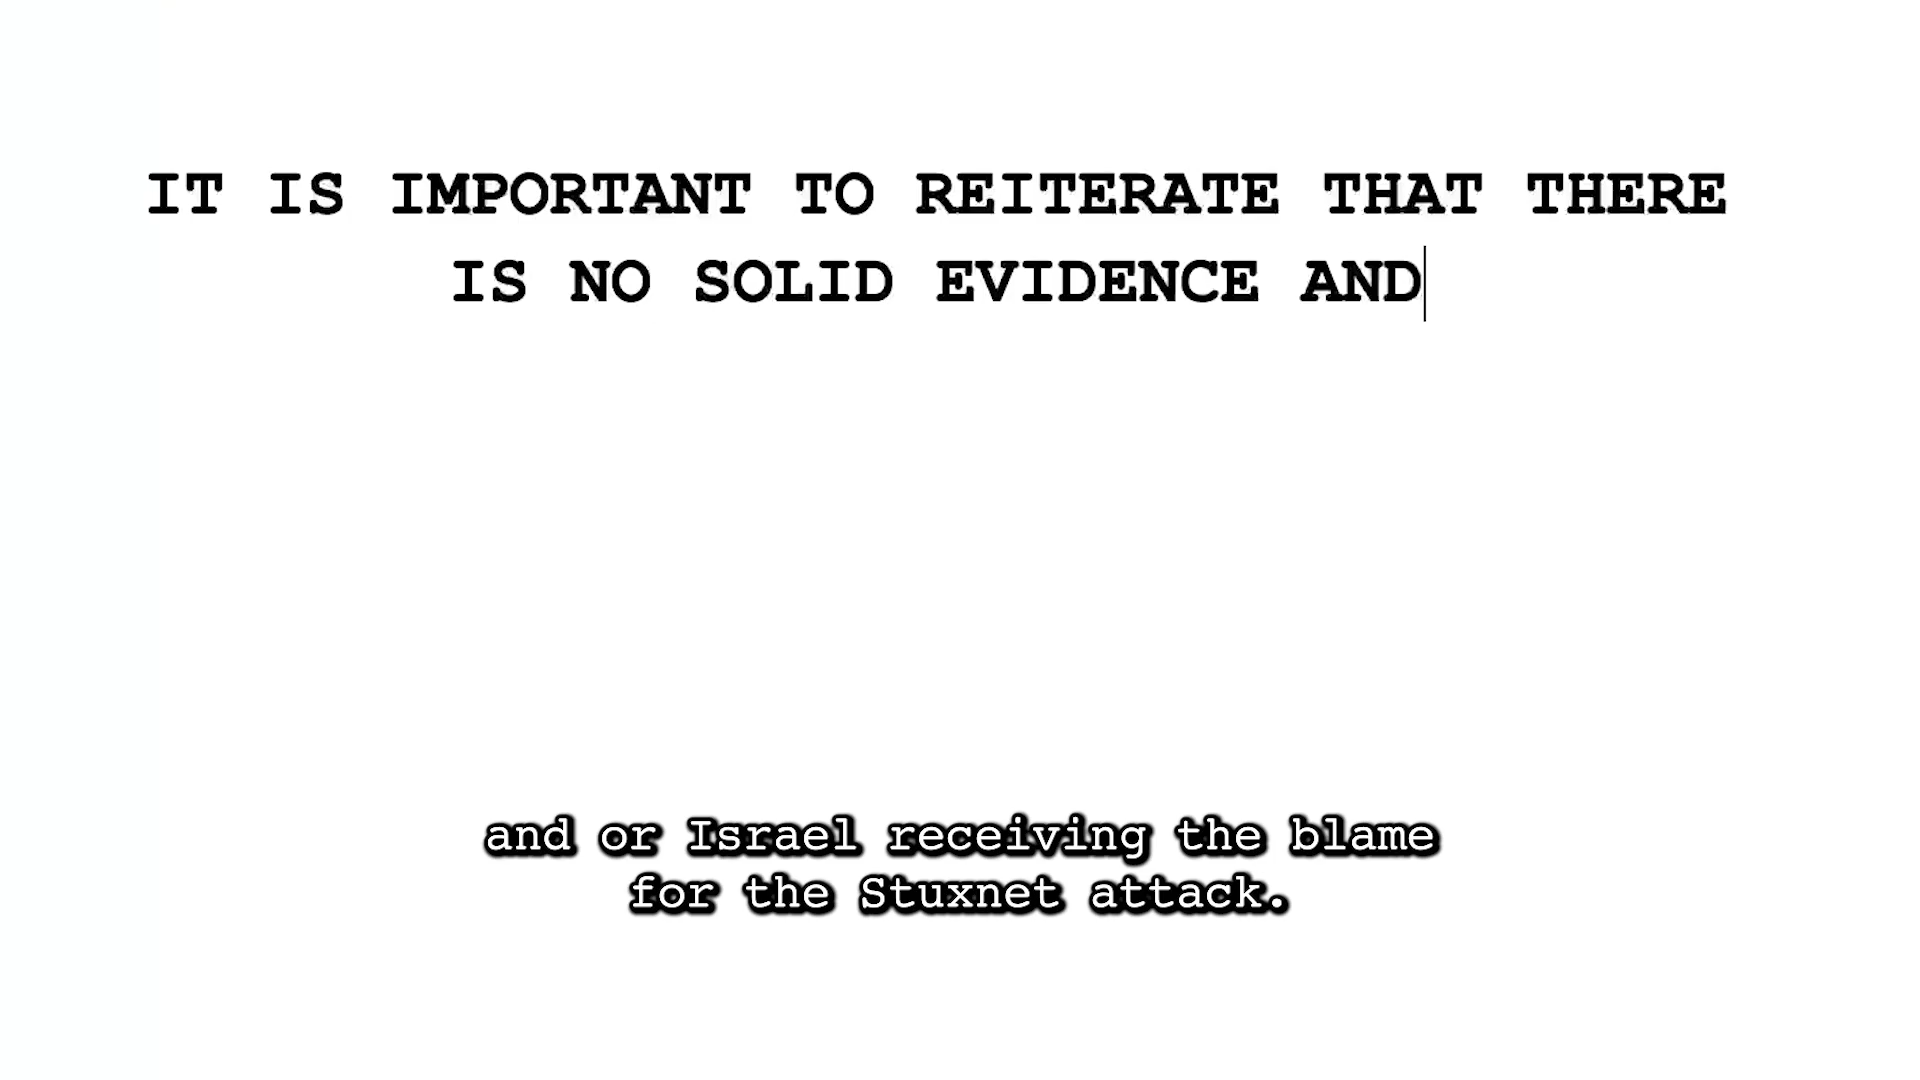 IT IS IMPORTANT TO REITERATE THAT THERE
IS NO SOLID EVIDENCE AND
and or Israel receiving the blame
for the Stuxnet attack.